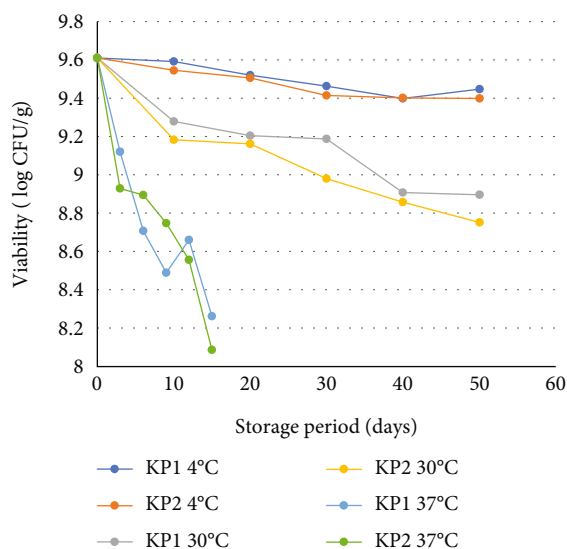 9.8
9.6
9.4
9.2
9
8.8
8.6
8.4
8.2
8
Viability ( log CFU/g)
0 10 20 30 40 50 60
Storage period (days)
KP1 4°C KP2 30°C
KP2 4°C KP1 37°C
KP1 30°C KP2 37°C